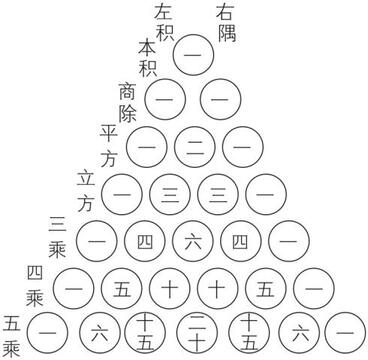 左积 右隅
本积 一
商除 一 一
平方 一 二 一
立方 一 三 三 一
三乘 一 四 六 四 一
四乘 一 五 十 十 五 一
五乘 一 六 十五 二十 十五 六 一